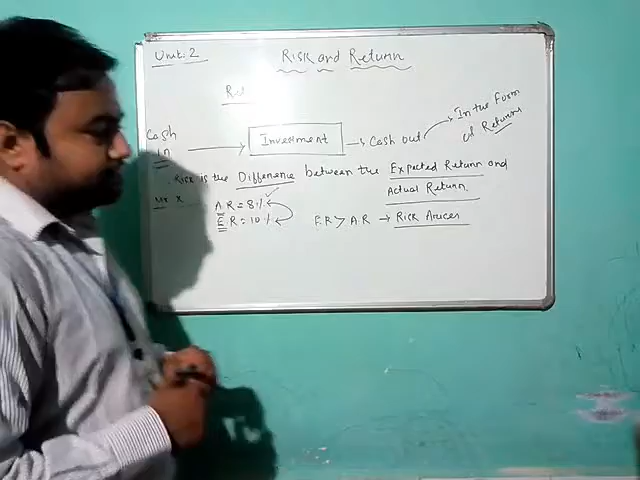 Unit: 2
Risk and Return
Cash In
Investment
Cash out
In the Form of Returns
Risk is the Difference between the Expected Return and
Actual Return
Mr X
A R = 8%
E R = 10%
E.R > A.R → Risk Arises